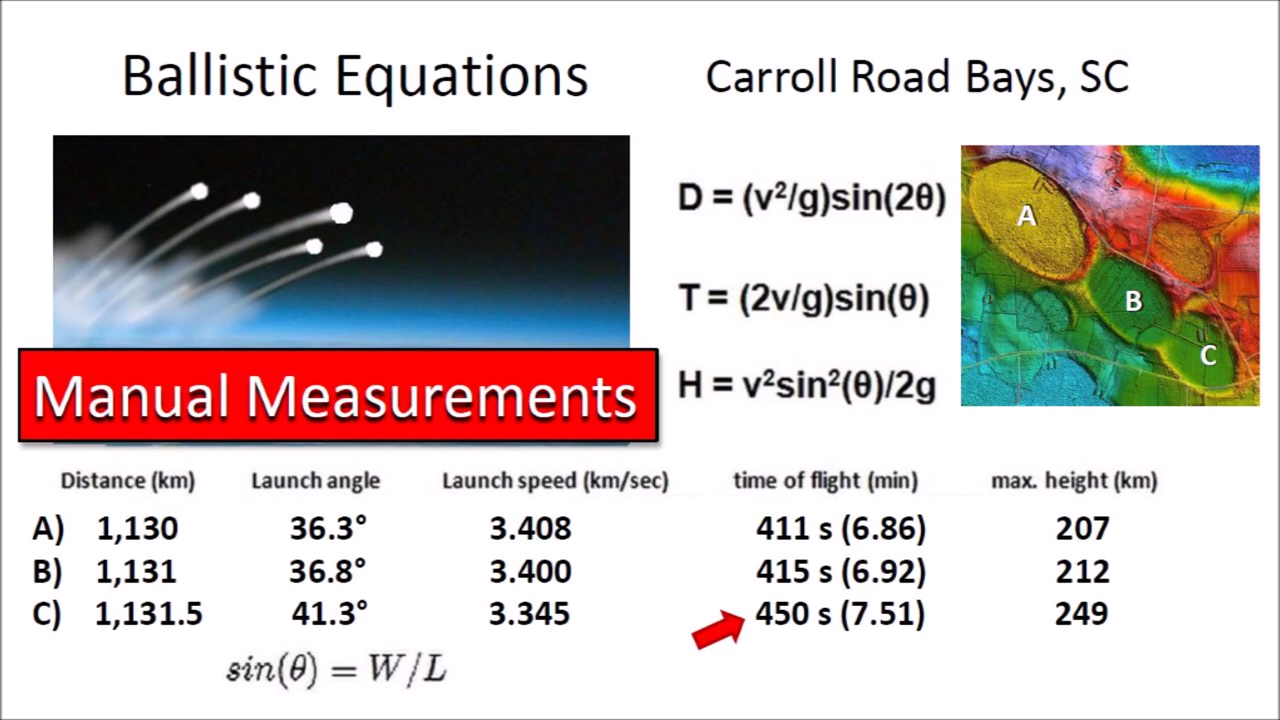 Ballistic Equations
Carroll Road Bays, SC
D = (v²/g)sin(2θ)
T = (2v/g)sin(θ)
H = v²sin²(θ)/2g
A
B
C
Manual Measurements
Distance (km) Launch angle Launch speed (km/sec) time of flight (min) max. height (km)
A) 1,130 36.3° 3.408 411 s (6.86) 207
B) 1,131 36.8° 3.400 415 s (6.92) 212
C) 1,131.5 41.3° 3.345 450 s (7.51) 249
sin(θ) = W/L